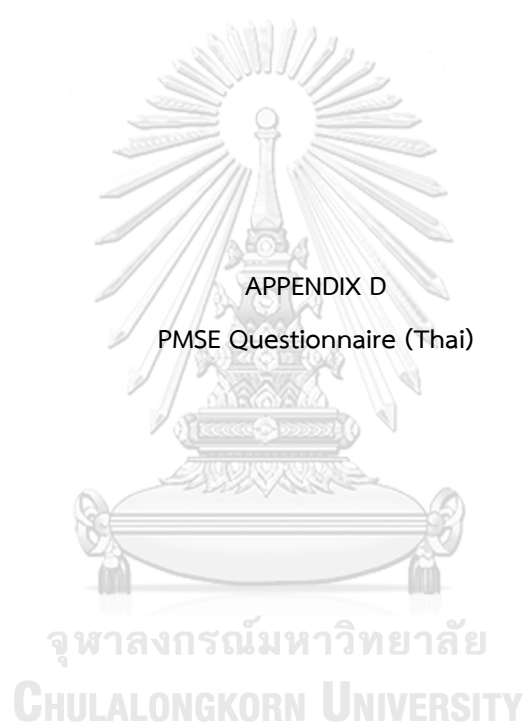 APPENDIX D
PMSE Questionnaire (Thai)
จุฬาลงกรณ์มหาวิทยาลัย
CHULALONGKORN UNIVERSITY